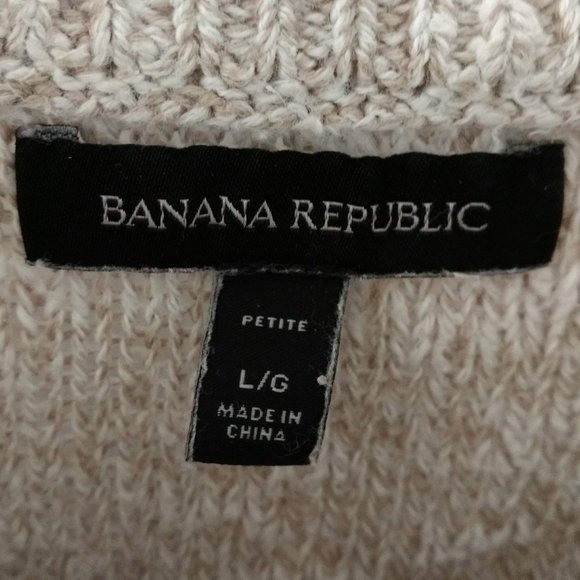 BANANA REPUBLIC
PETITE
L/G
MADE IN
CHINA